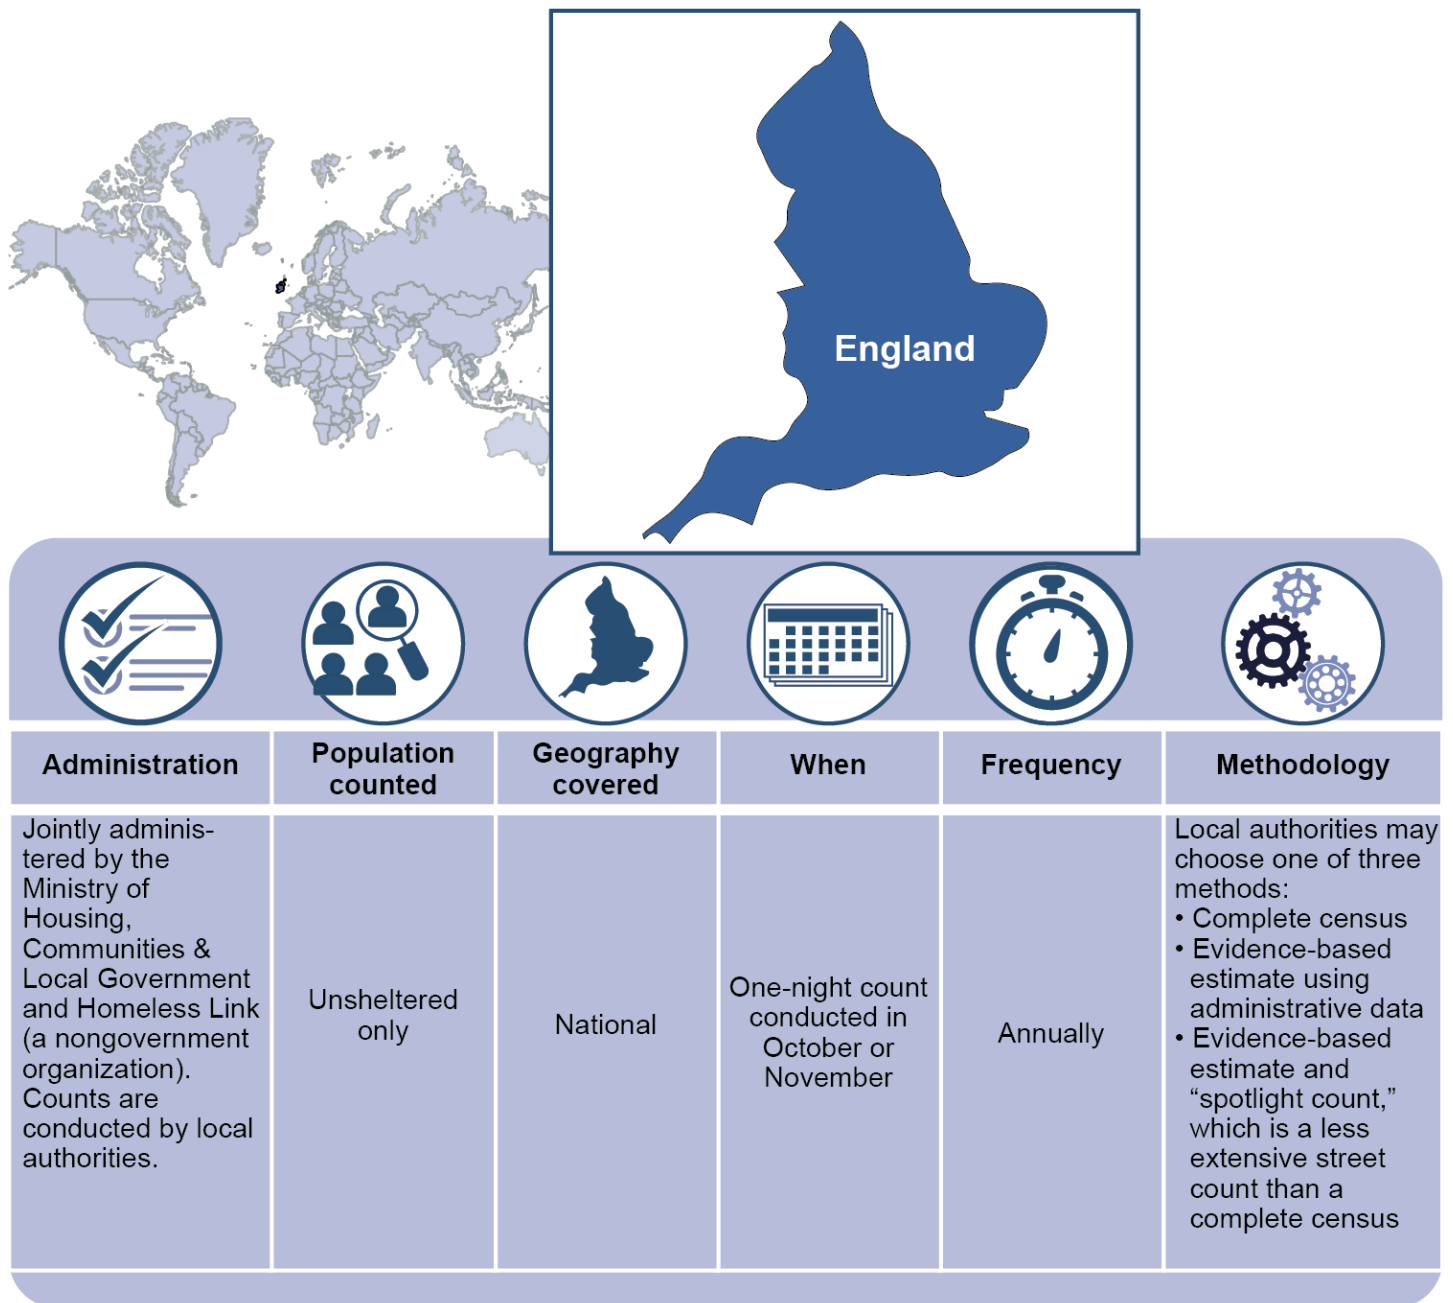 England
Administration
Population
counted
Geography
covered
When
Frequency
Methodology
Jointly adminis-
tered by the
Ministry of
Housing,
Communities &
Local Government
and Homeless Link
(a nongovernment
organization).
Counts are
conducted by local
authorities.
Unsheltered
only
National
One-night count
conducted in
October or
November
Annually
Local authorities may
choose one of three
methods:
• Complete census
• Evidence-based
estimate using
administrative data
• Evidence-based
estimate and
“spotlight count,”
which is a less
extensive street
count than a
complete census